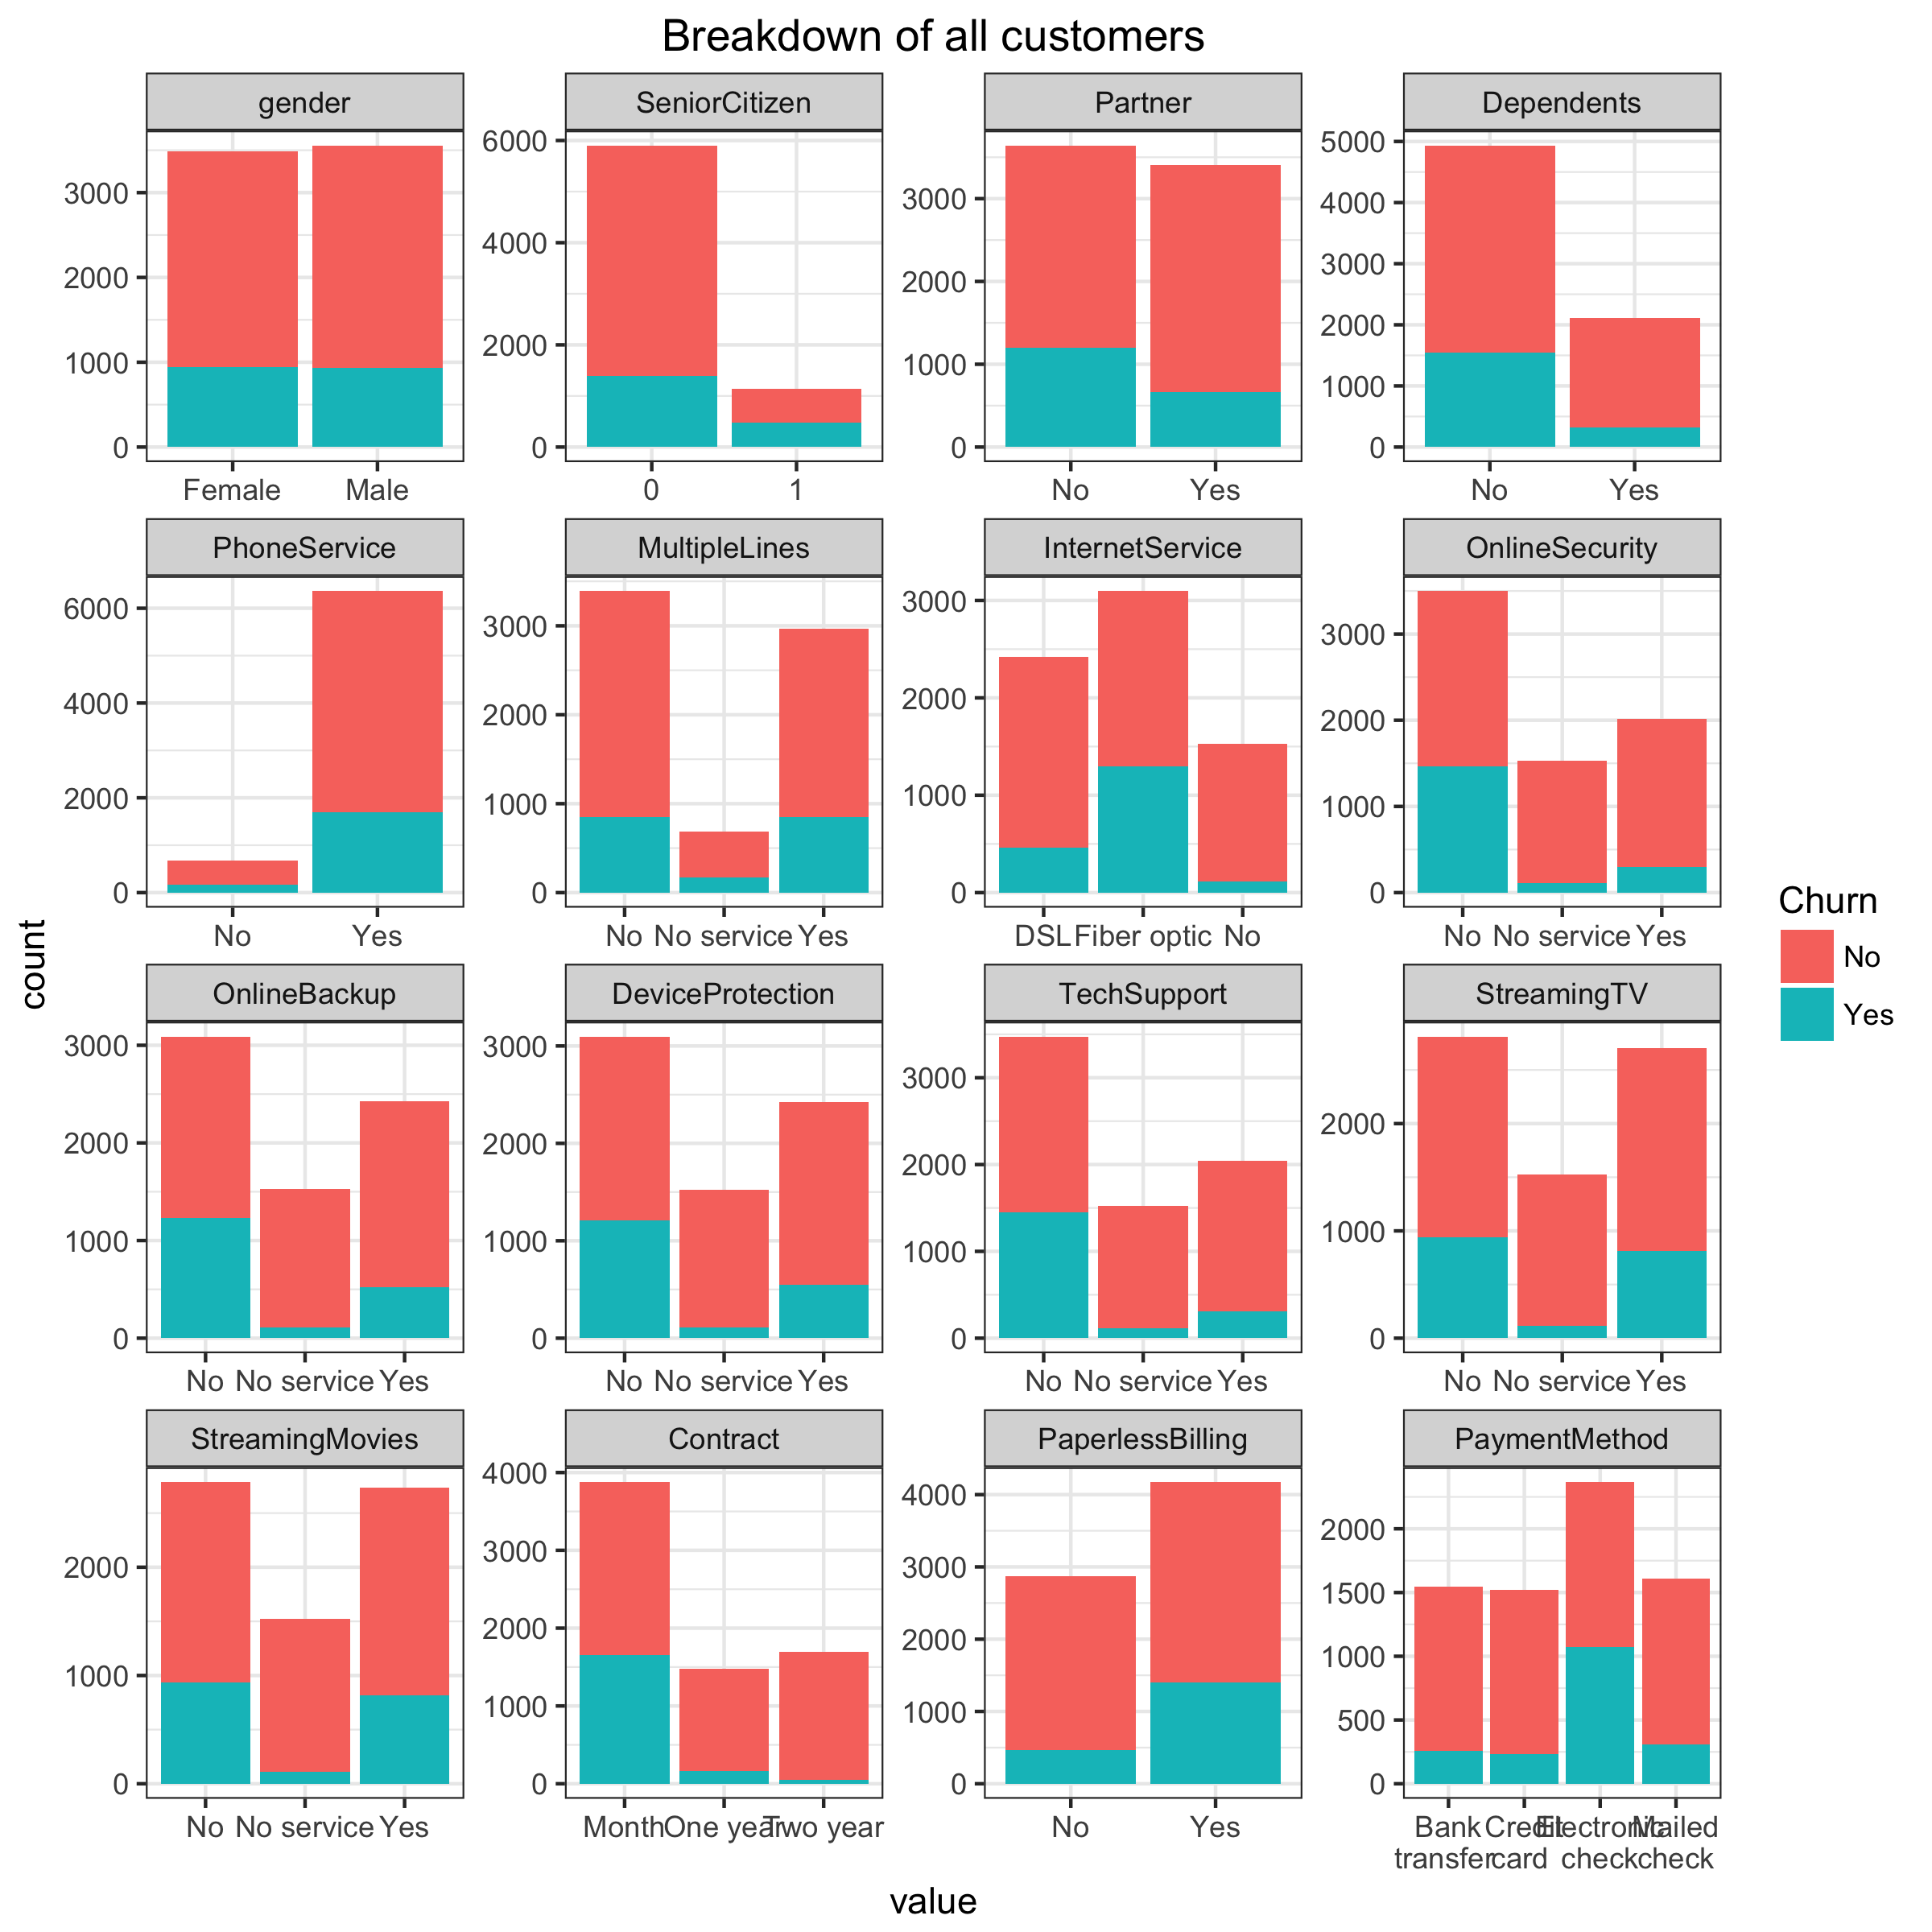 Breakdown of all customers
gender
SeniorCitizen
Partner
Dependents
3000
2000
1000
0
6000
4000
2000
0
3000
2000
1000
0
5000
4000
3000
2000
1000
0
Female Male
0 1
No Yes
No Yes
PhoneService
MultipleLines
InternetService
OnlineSecurity
6000
4000
2000
0
3000
2000
1000
0
3000
2000
1000
0
3000
2000
1000
0
No Yes
No No service Yes
DSL Fiber optic No
No No service Yes
OnlineBackup
DeviceProtection
TechSupport
StreamingTV
3000
2000
1000
0
3000
2000
1000
0
3000
2000
1000
0
2000
1000
0
No No service Yes
No No service Yes
No No service Yes
No No service Yes
StreamingMovies
Contract
PaperlessBilling
PaymentMethod
2000
1000
0
4000
3000
2000
1000
0
4000
3000
2000
1000
0
2000
1500
1000
500
0
No No service Yes
Month One year Two year
No Yes
Bank Credit Electronic Mailed
transfer card check check
count
value
Churn
No
Yes